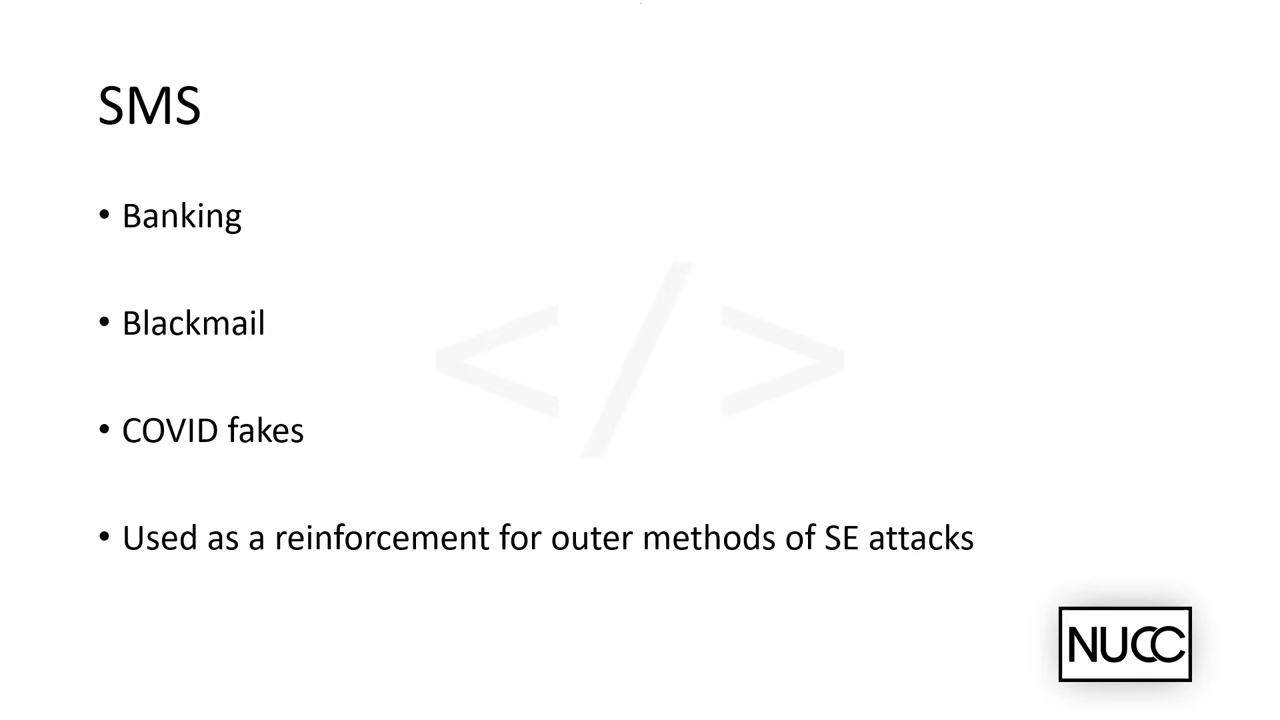 SMS
• Banking
• Blackmail
</>
• COVID fakes
• Used as a reinforcement for outer methods of SE attacks
NUCC